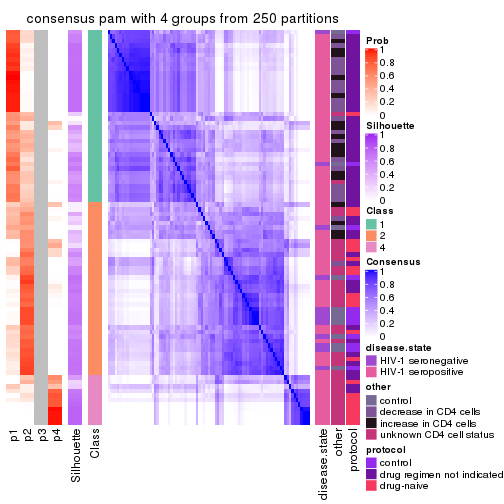 consensus pam with 4 groups from 250 partitions
Prob
1
0.8
0.6
0.4
0.2
0
Silhouette
1
0.8
0.6
0.4
0.2
0
Class
1
2
4
Consensus
1
0.8
0.6
0.4
0.2
0
disease.state
HIV-1 seronegative
HIV-1 seropositive
other
control
decrease in CD4 cells
increase in CD4 cells
unknown CD4 cell status
protocol
control
drug regimen not indicated
drug-naive
p1
p2
p3
p4
Silhouette
Class
disease.state
other
protocol